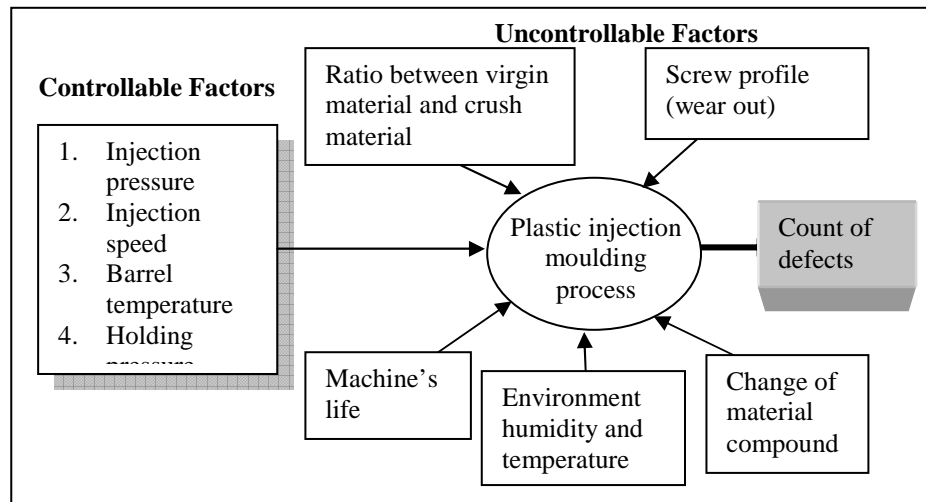 Uncontrollable Factors
Controllable Factors
1. Injection
pressure
2. Injection
speed
3. Barrel
temperature
4. Holding
pressure
Ratio between virgin
material and crush
material
Screw profile
(wear out)
Plastic injection
moulding
process
Count of
defects
Machine’s
life
Environment
humidity and
temperature
Change of
material
compound